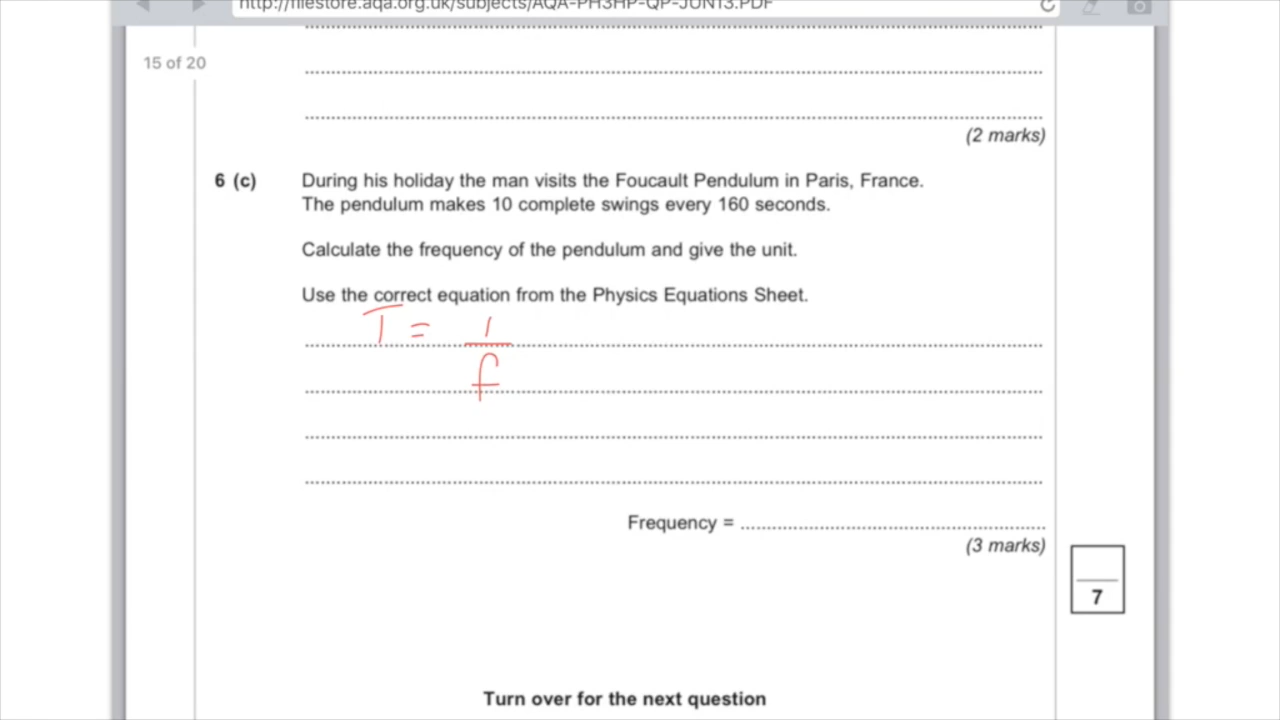 http://filestore.aqa.org.uk/subjects/AQA-PH3HP-QP-JUN13.PDF
15 of 20
(2 marks)
6 (c) During his holiday the man visits the Foucault Pendulum in Paris, France.
The pendulum makes 10 complete swings every 160 seconds.
Calculate the frequency of the pendulum and give the unit.
Use the correct equation from the Physics Equations Sheet.
T = 1
f
Frequency =
(3 marks)
7
Turn over for the next question